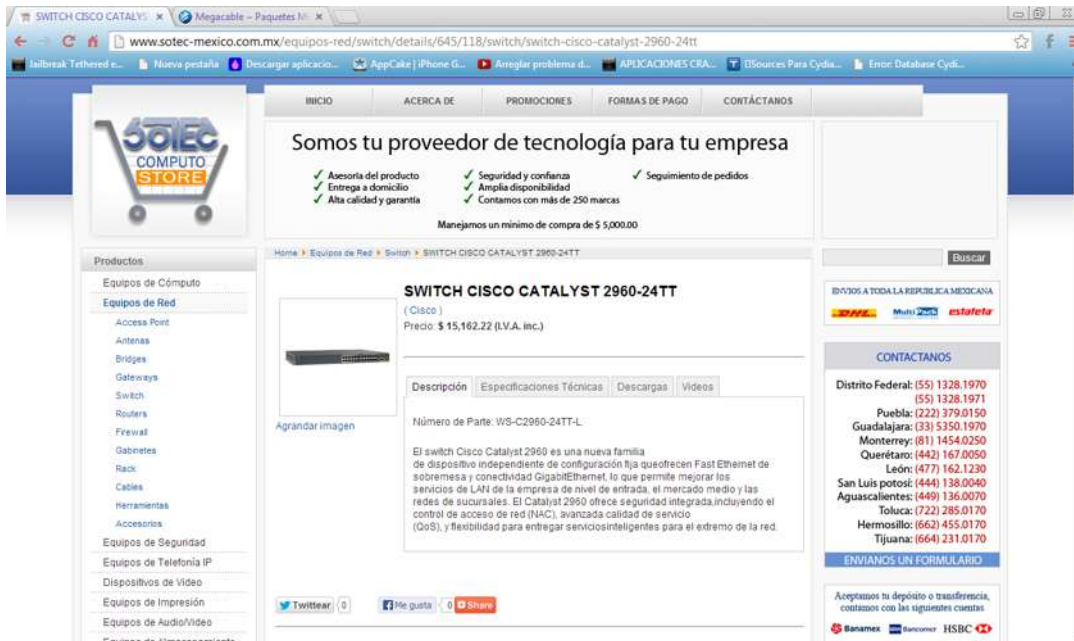 SWITCH CISCO CATALYS
Megacable – Paquetes M
www.sotec-mexico.com.mx/equipos-red/switch/details/645/118/switch/switch-cisco-catalyst-2960-24tt
Jailbreak Tethered e...
Nueva pestaña
Descargar aplicacio...
AppCake | iPhone G...
Arreglar problema d...
APLICACIONES CRA...
Sources Para Cydia...
Error: Database Cydi...
INICIO
ACERCA DE
PROMOCIONES
FORMAS DE PAGO
CONTÁCTANOS
SOTEC
COMPUTO
STORE
Somos tu proveedor de tecnología para tu empresa
Asesoría del producto
Seguridad y confianza
Seguimiento de pedidos
Entrega a domicilio
Amplia disponibilidad
Alta calidad y garantía
Contamos con más de 250 marcas
Manejamos un minimo de compra de $ 5,000.00
Productos
Equipos de Cómputo
Equipos de Red
Access Point
Antenas
Bridges
Gateways
Switch
Routers
Firewall
Gabinetes
Rack
Cables
Herramientas
Accesorios
Equipos de Seguridad
Equipos de Telefonía IP
Dispositivos de Video
Equipos de Impresión
Equipos de Audio/Video
Equipos de Almacenamiento
Home Equipos de Red Switch SWITCH CISCO CATALYST 2960-24TT
SWITCH CISCO CATALYST 2960-24TT
( Cisco )
Precio: $ 15,162.22 (I.V.A. inc.)
Agrandar imagen
Descripción
Especificaciones Técnicas
Descargas
Videos
Número de Parte: WS-C2960-24TT-L
El switch Cisco Catalyst 2960 es una nueva familia
de dispositivo independiente de configuración fija queofrecen Fast Ethernet de
sobremesa y conectividad GigabitEthernet, lo que permite mejorar los
servicios de LAN de la empresa de nivel de entrada, el mercado medio y las
redes de sucursales. El Catalyst 2960 ofrece seguridad integrada,incluyendo el
control de acceso de red (NAC), avanzada calidad de servicio
(QoS), y flexibilidad para entregar serviciosinteligentes para el extremo de la red.
Twittear
0
Me gusta
0
Share
Buscar
ENVIOS A TODA LA REPUBLICA MEXICANA
DHL
MultiPack
estafeta
CONTACTANOS
Distrito Federal: (55) 1328.1970
(55) 1328.1971
Puebla: (222) 379.0150
Guadalajara: (33) 5350.1970
Monterrey: (81) 1454.0250
Querétaro: (442) 167.0050
León: (477) 162.1230
San Luis potosí: (444) 138.0040
Aguascalientes: (449) 136.0070
Toluca: (722) 285.0170
Hermosillo: (662) 455.0170
Tijuana: (664) 231.0170
ENVIANOS UN FORMULARIO
Aceptamos tu depósito o transferencia,
contamos con las siguientes cuentas
Banamex
Bancomer
HSBC